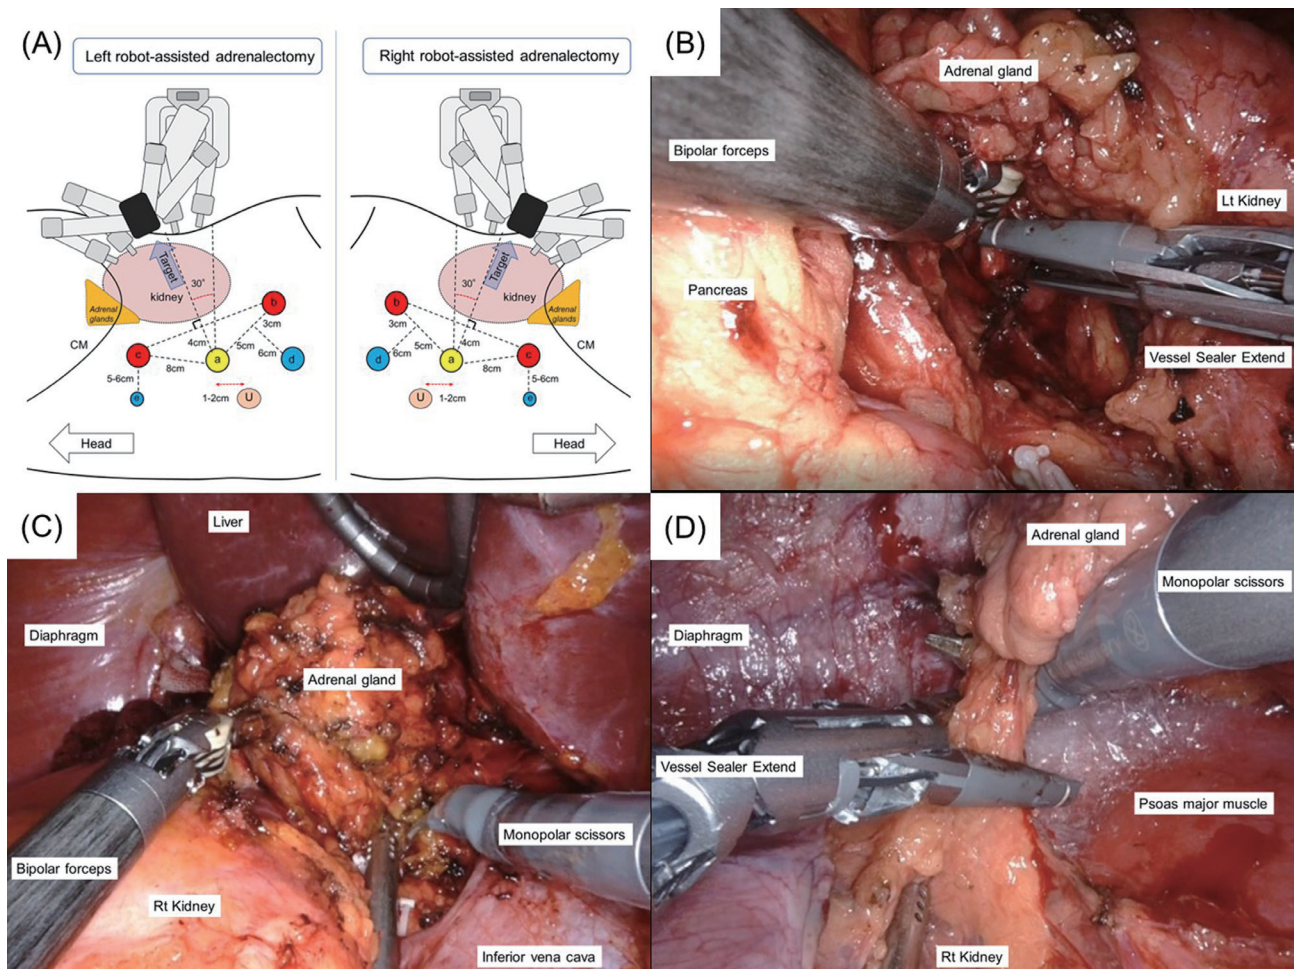 (A)
Left robot-assisted adrenalectomy
Right robot-assisted adrenalectomy
Target
30°
kidney
Adrenal
glands
CM
b
3cm
4cm
5cm
6cm
c
a
d
8cm
5-6cm
e
U
1-2cm
Head
Target
30°
kidney
Adrenal
glands
CM
b
3cm
4cm
5cm
6cm
d
a
c
8cm
5-6cm
U
e
1-2cm
Head
(B)
Adrenal gland
Bipolar forceps
Lt Kidney
Pancreas
Vessel Sealer Extend
(C)
Liver
Diaphragm
Adrenal gland
Monopolar scissors
Bipolar forceps
Rt Kidney
Inferior vena cava
(D)
Adrenal gland
Monopolar scissors
Diaphragm
Vessel Sealer Extend
Psoas major muscle
Rt Kidney